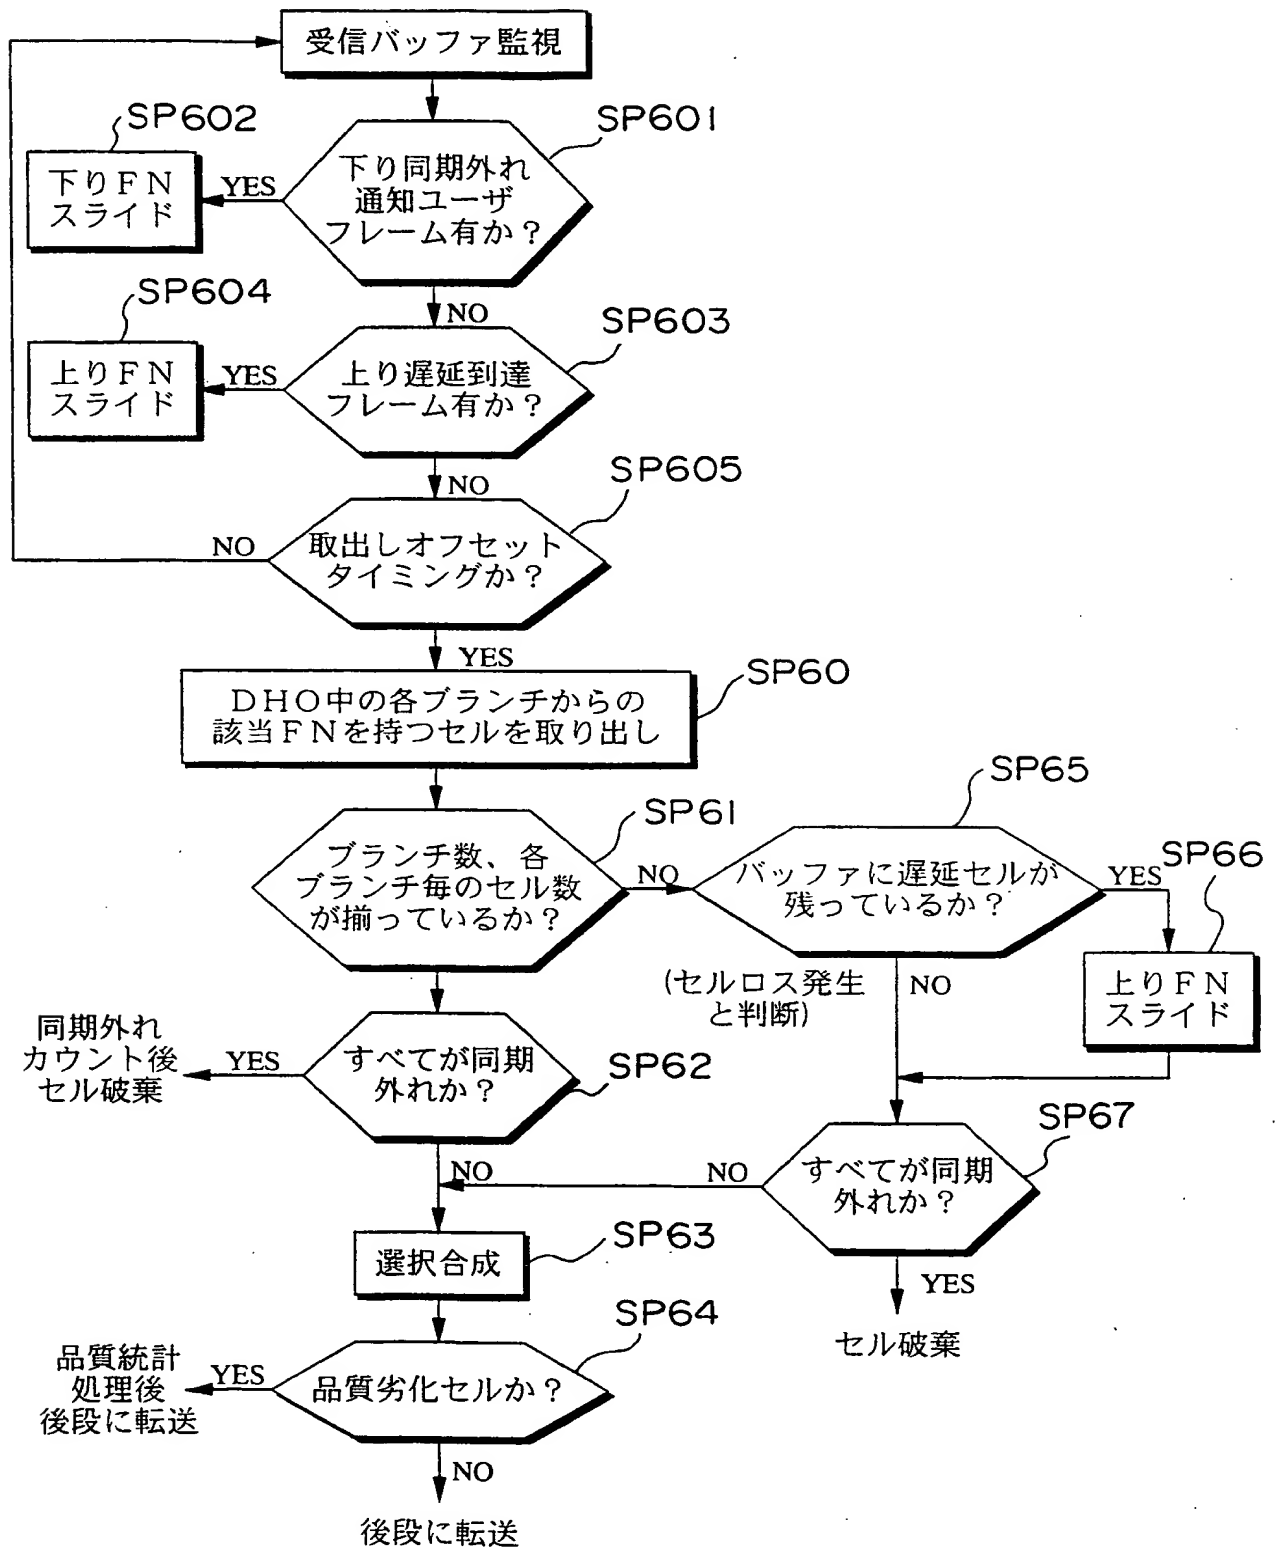 受信バッファ監視
SP602
SP601
下り同期外れ
通知ユーザ
フレーム有か？
YES
下りＦＮ
スライド
NO
SP604
SP603
上り遅延到達
フレーム有か？
YES
上りＦＮ
スライド
NO
SP605
取出しオフセット
タイミングか？
NO
YES
SP60
ＤＨＯ中の各ブランチからの
該当ＦＮを持つセルを取り出し
SP61
ブランチ数、各
ブランチ毎のセル数
が揃っているか？
NO
SP65
バッファに遅延セルが
残っているか？
YES
SP66
上りＦＮ
スライド
(セルロス発生
と判断)
NO
同期外れ
カウント後
セル破棄
YES
すべてが同期
外れか？
SP62
NO
SP67
すべてが同期
外れか？
NO
YES
セル破棄
SP63
選択合成
SP64
品質劣化セルか？
YES
品質統計
処理後
後段に転送
NO
後段に転送